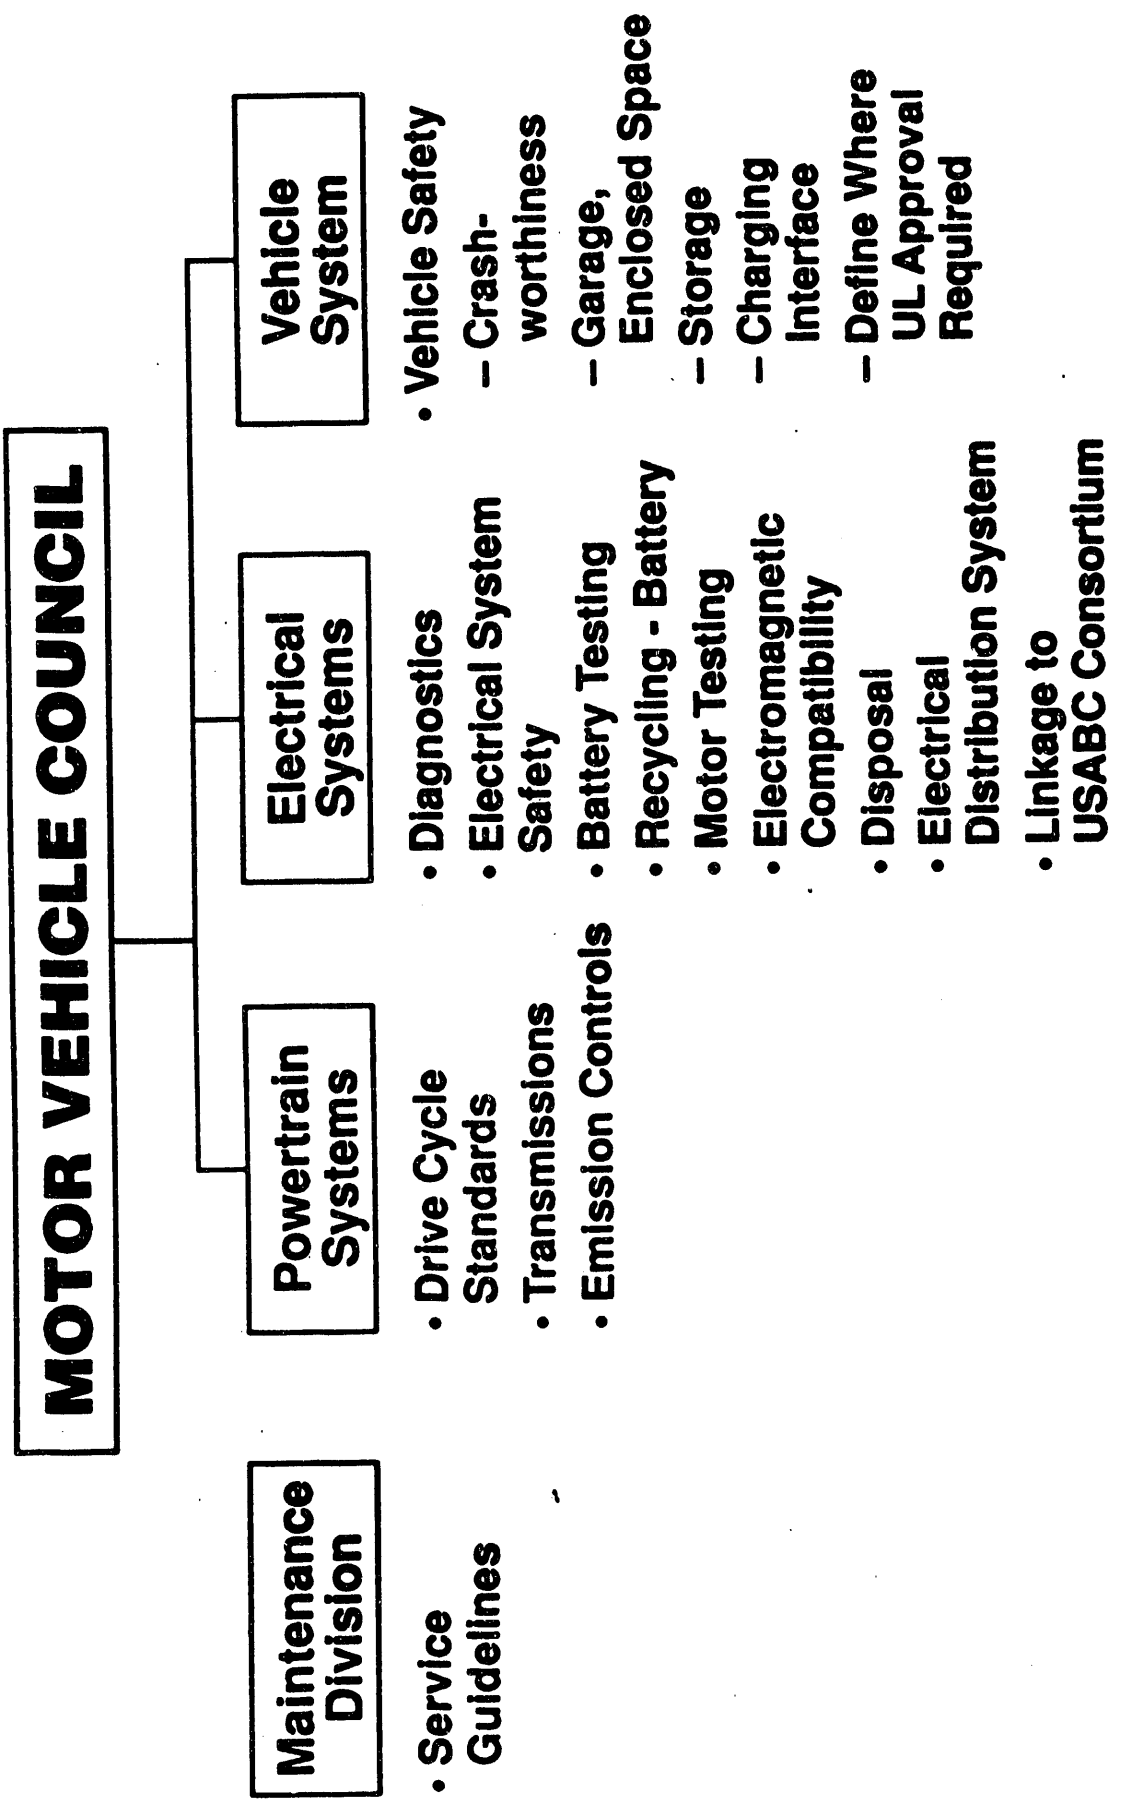 MOTOR VEHICLE COUNCIL
Maintenance
Division
• Service
Guidelines
Powertrain
Systems
• Drive Cycle
Standards
• Transmissions
• Emission Controls
Electrical
Systems
• Diagnostics
• Electrical System
Safety
• Battery Testing
• Recycling - Battery
• Motor Testing
• Electromagnetic
Compatibility
• Disposal
• Electrical
Distribution System
• Linkage to
USABC Consortium
Vehicle
System
• Vehicle Safety
– Crash-
worthiness
– Garage,
Enclosed Space
– Storage
– Charging
Interface
– Define Where
UL Approval
Required